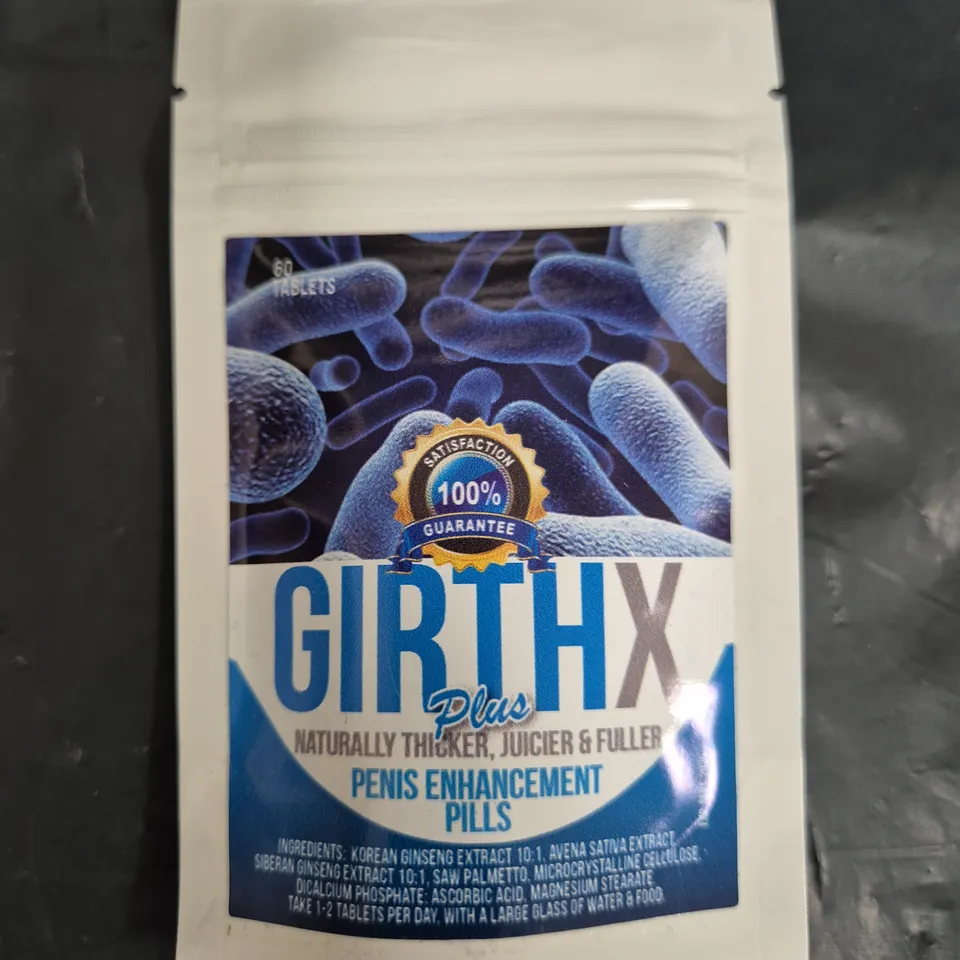 60
TABLETS
SATISFACTION
100%
GUARANTEE
GIRTHX
Plus
NATURALLY THICKER, JUICIER & FULLER
PENIS ENHANCEMENT
PILLS
INGREDIENTS: KOREAN GINSENG EXTRACT 10:1, AVENA SATIVA EXTRACT,
SIBERAN GINSENG EXTRACT 10:1, SAW PALMETTO, MICROCRYSTALLINE CELLULOSE,
DICALCIUM PHOSPHATE: ASCORBIC ACID, MAGNESIUM STEARATE
TAKE 1-2 TABLETS PER DAY, WITH A LARGE GLASS OF WATER & FOOD